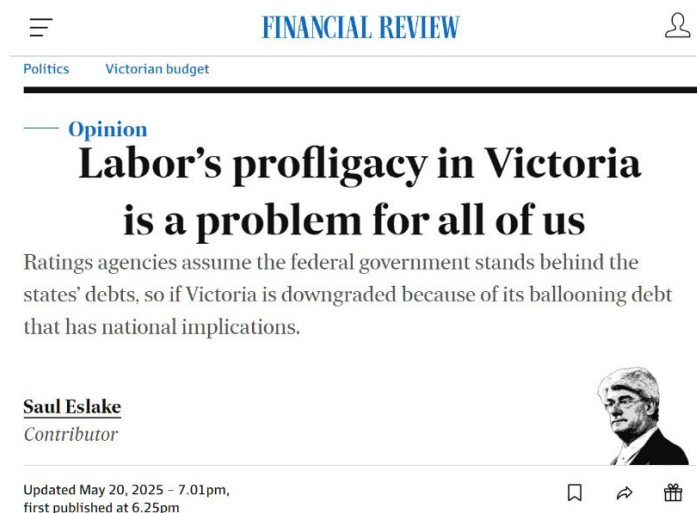 FINANCIAL REVIEW
Politics Victorian budget
Opinion
Labor’s profligacy in Victoria
is a problem for all of us
Ratings agencies assume the federal government stands behind the
states’ debts, so if Victoria is downgraded because of its ballooning debt
that has national implications.
Saul Eslake
Contributor
Updated May 20, 2025 – 7.01pm,
first published at 6.25pm